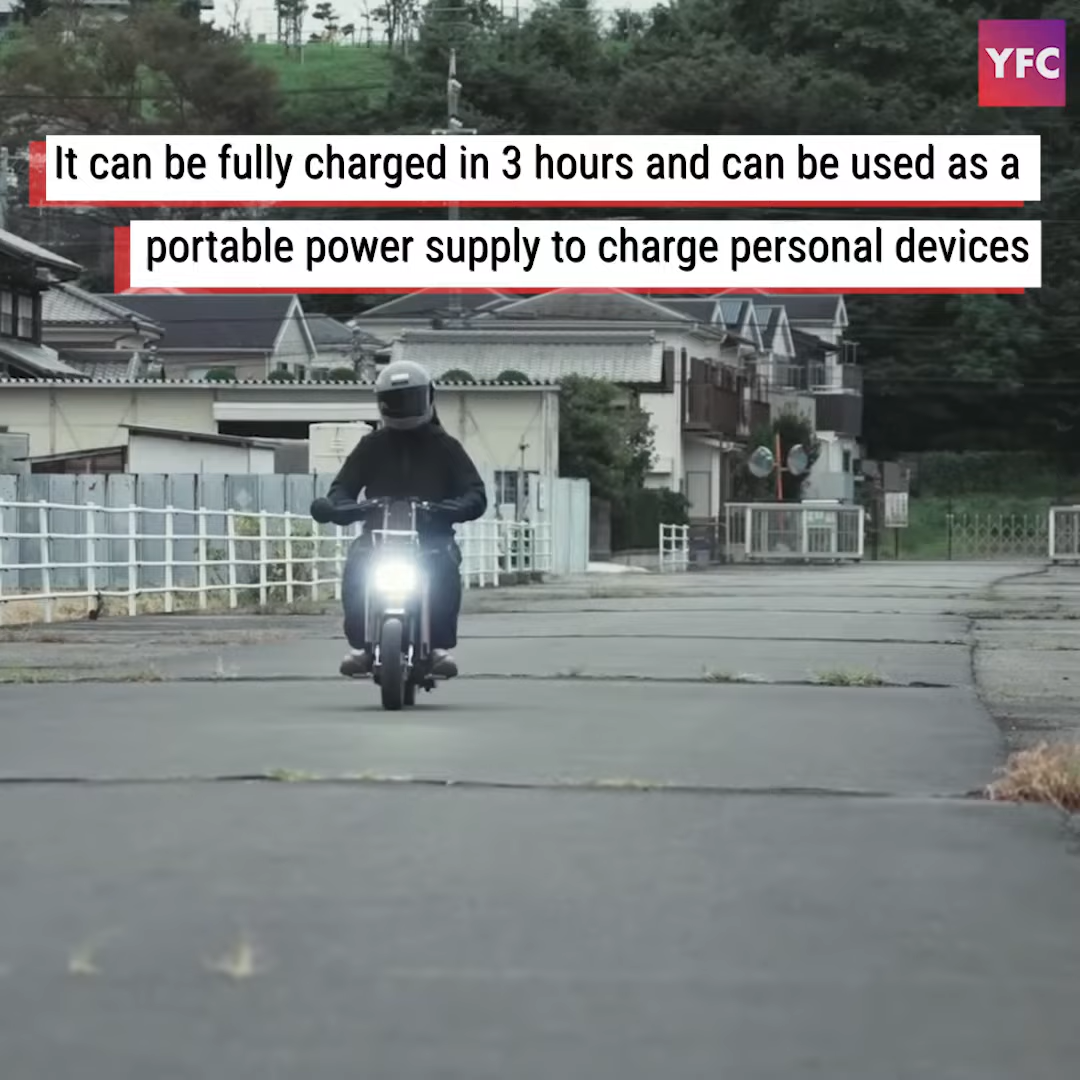 YFC
It can be fully charged in 3 hours and can be used as a
portable power supply to charge personal devices